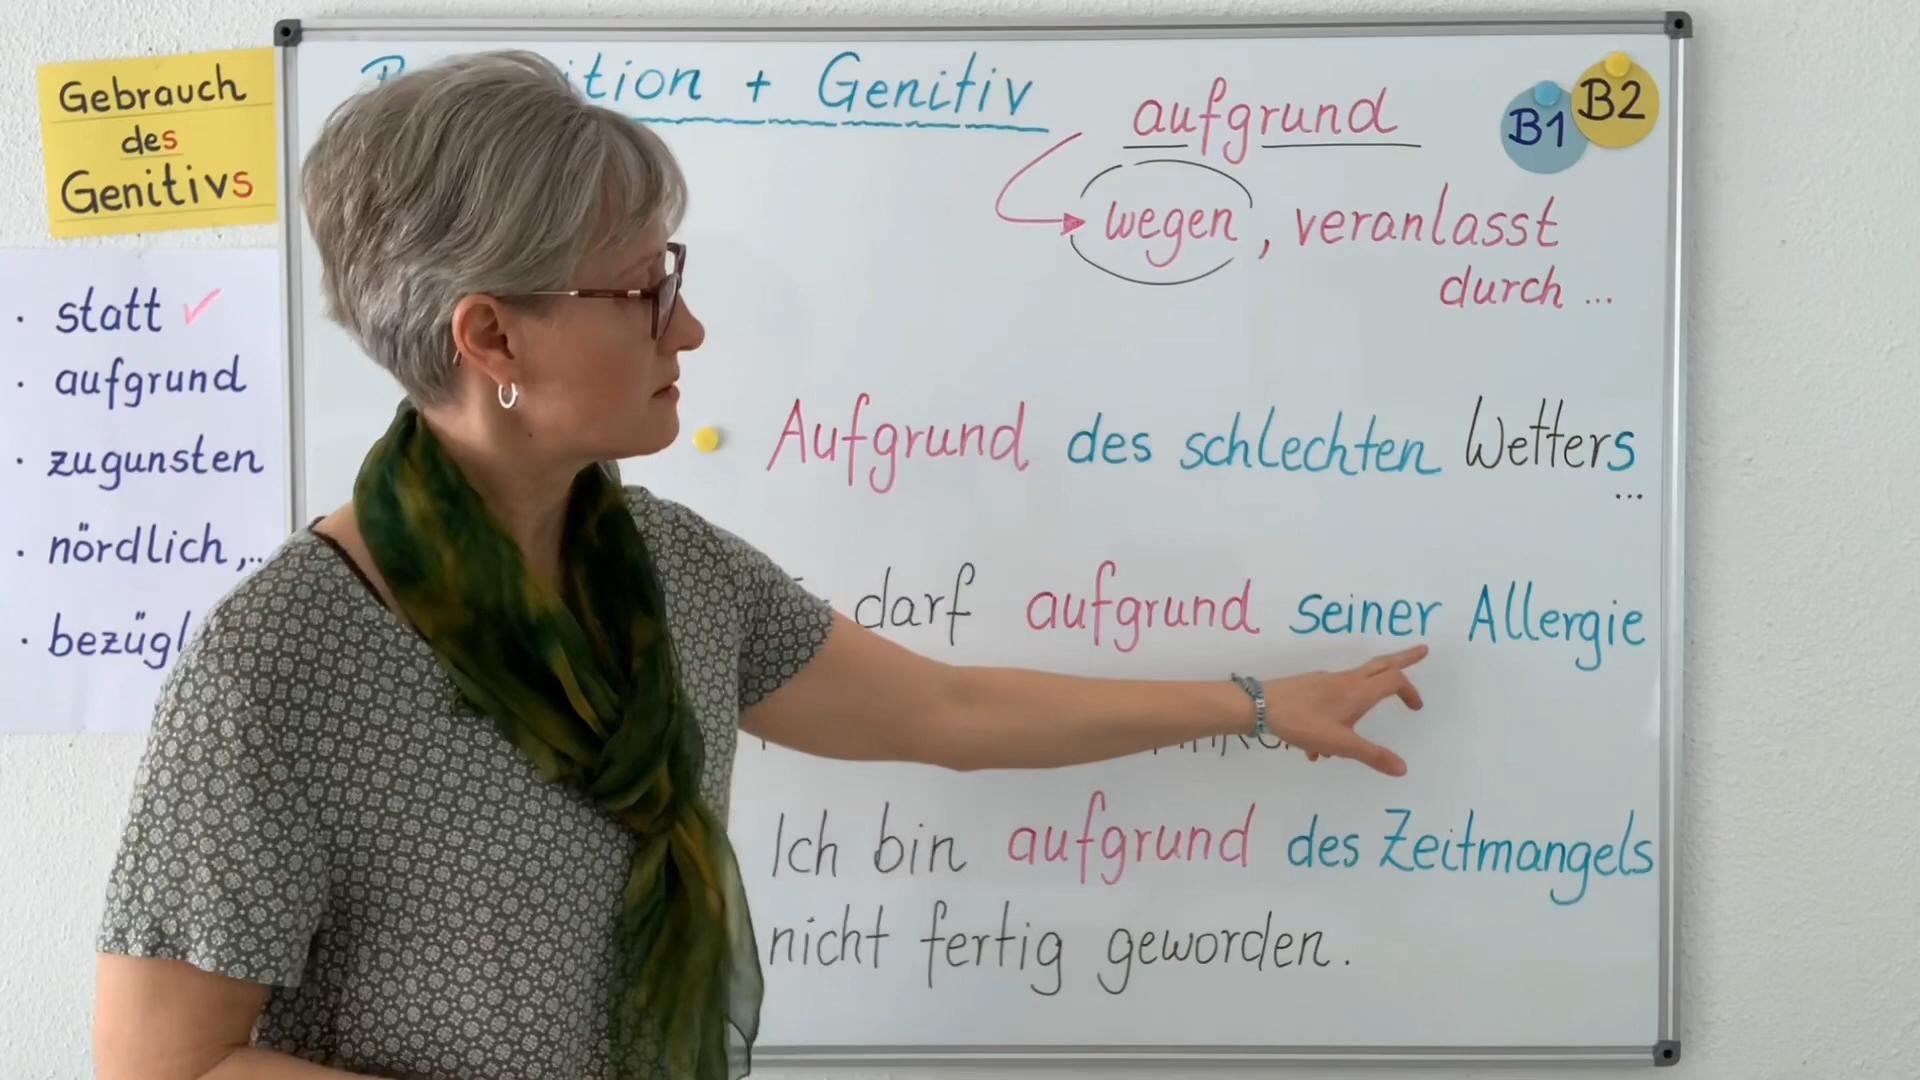 Gebrauch
des
Genitivs
· statt ✓
· aufgrund
· zugunsten
· nördlich,..
+ Genitiv
aufgrund
wegen, veranlasst
durch ...
B1
B2
Aufgrund des schlechten Wetters
...
darf aufgrund seiner Allergie
Ich bin aufgrund des Zeitmangels
nicht fertig geworden.